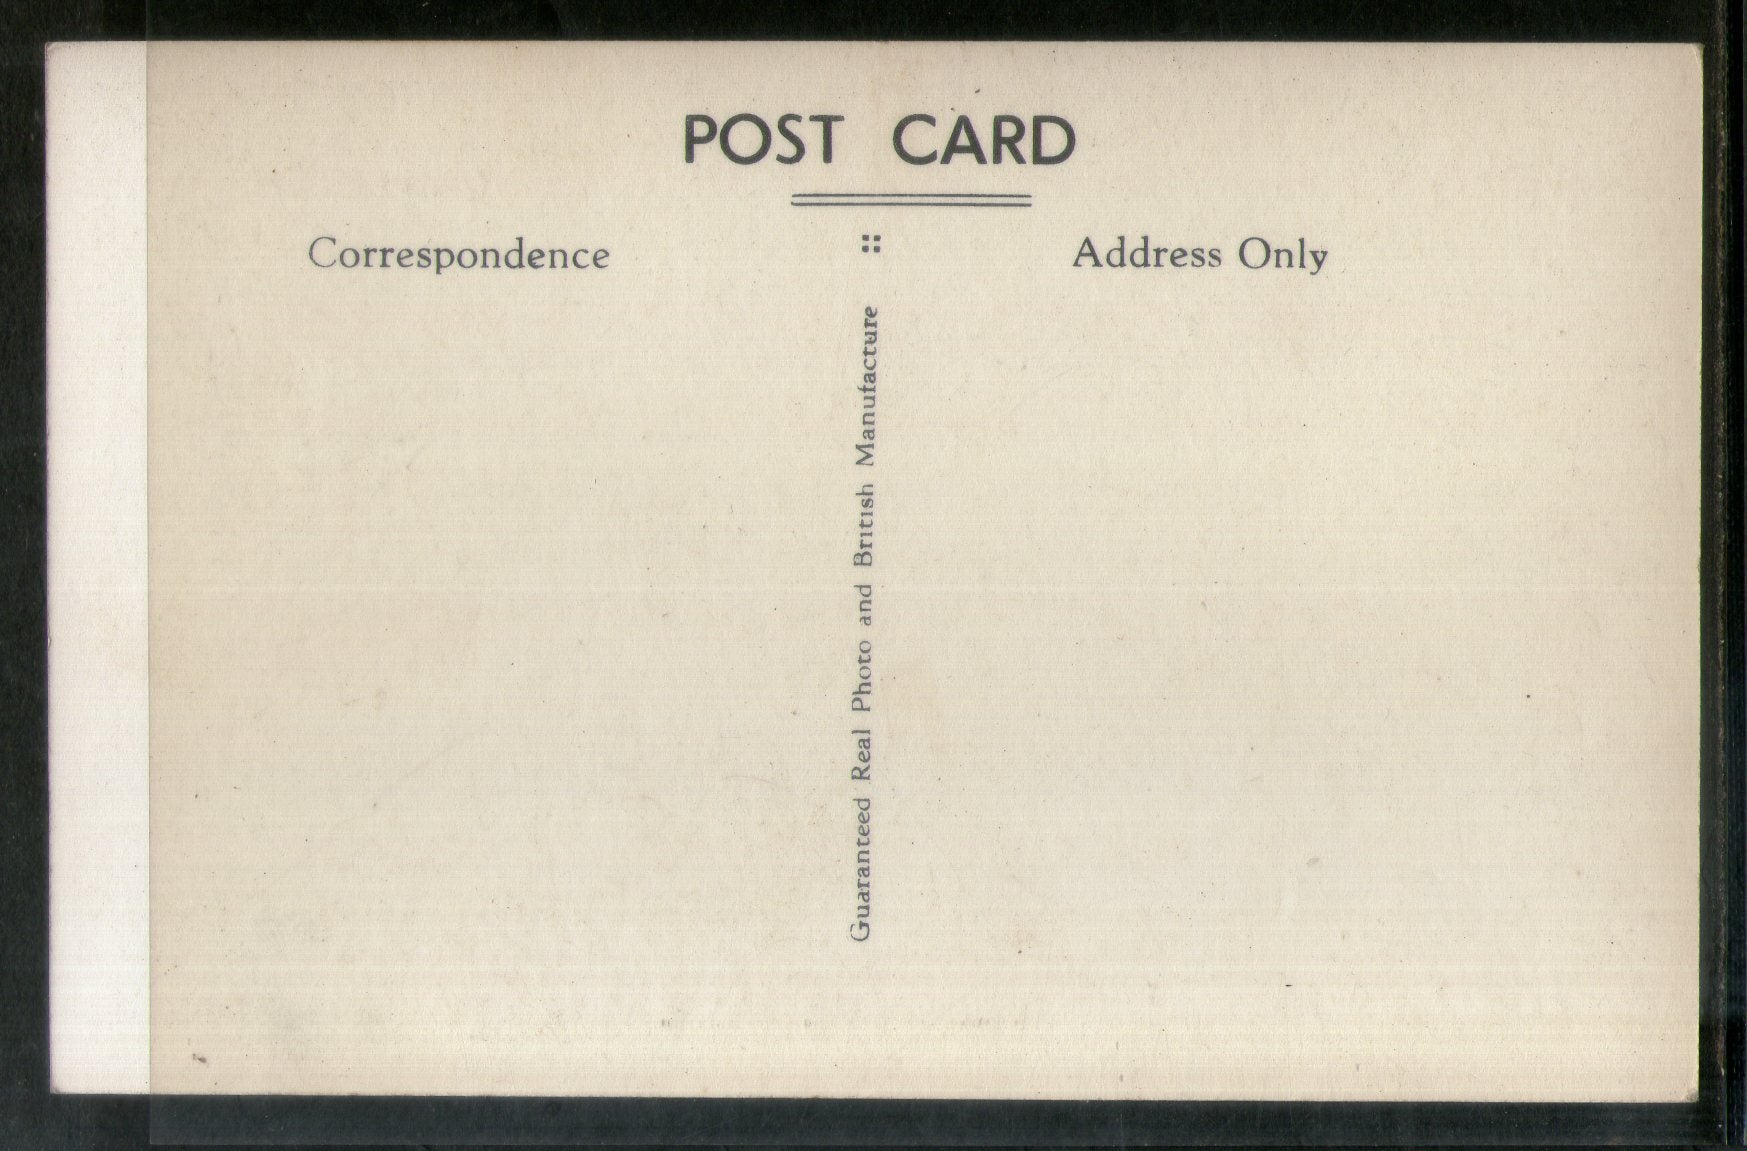 POST CARD
Correspondence
::
Address Only
Guaranteed Real Photo and British Manufacture